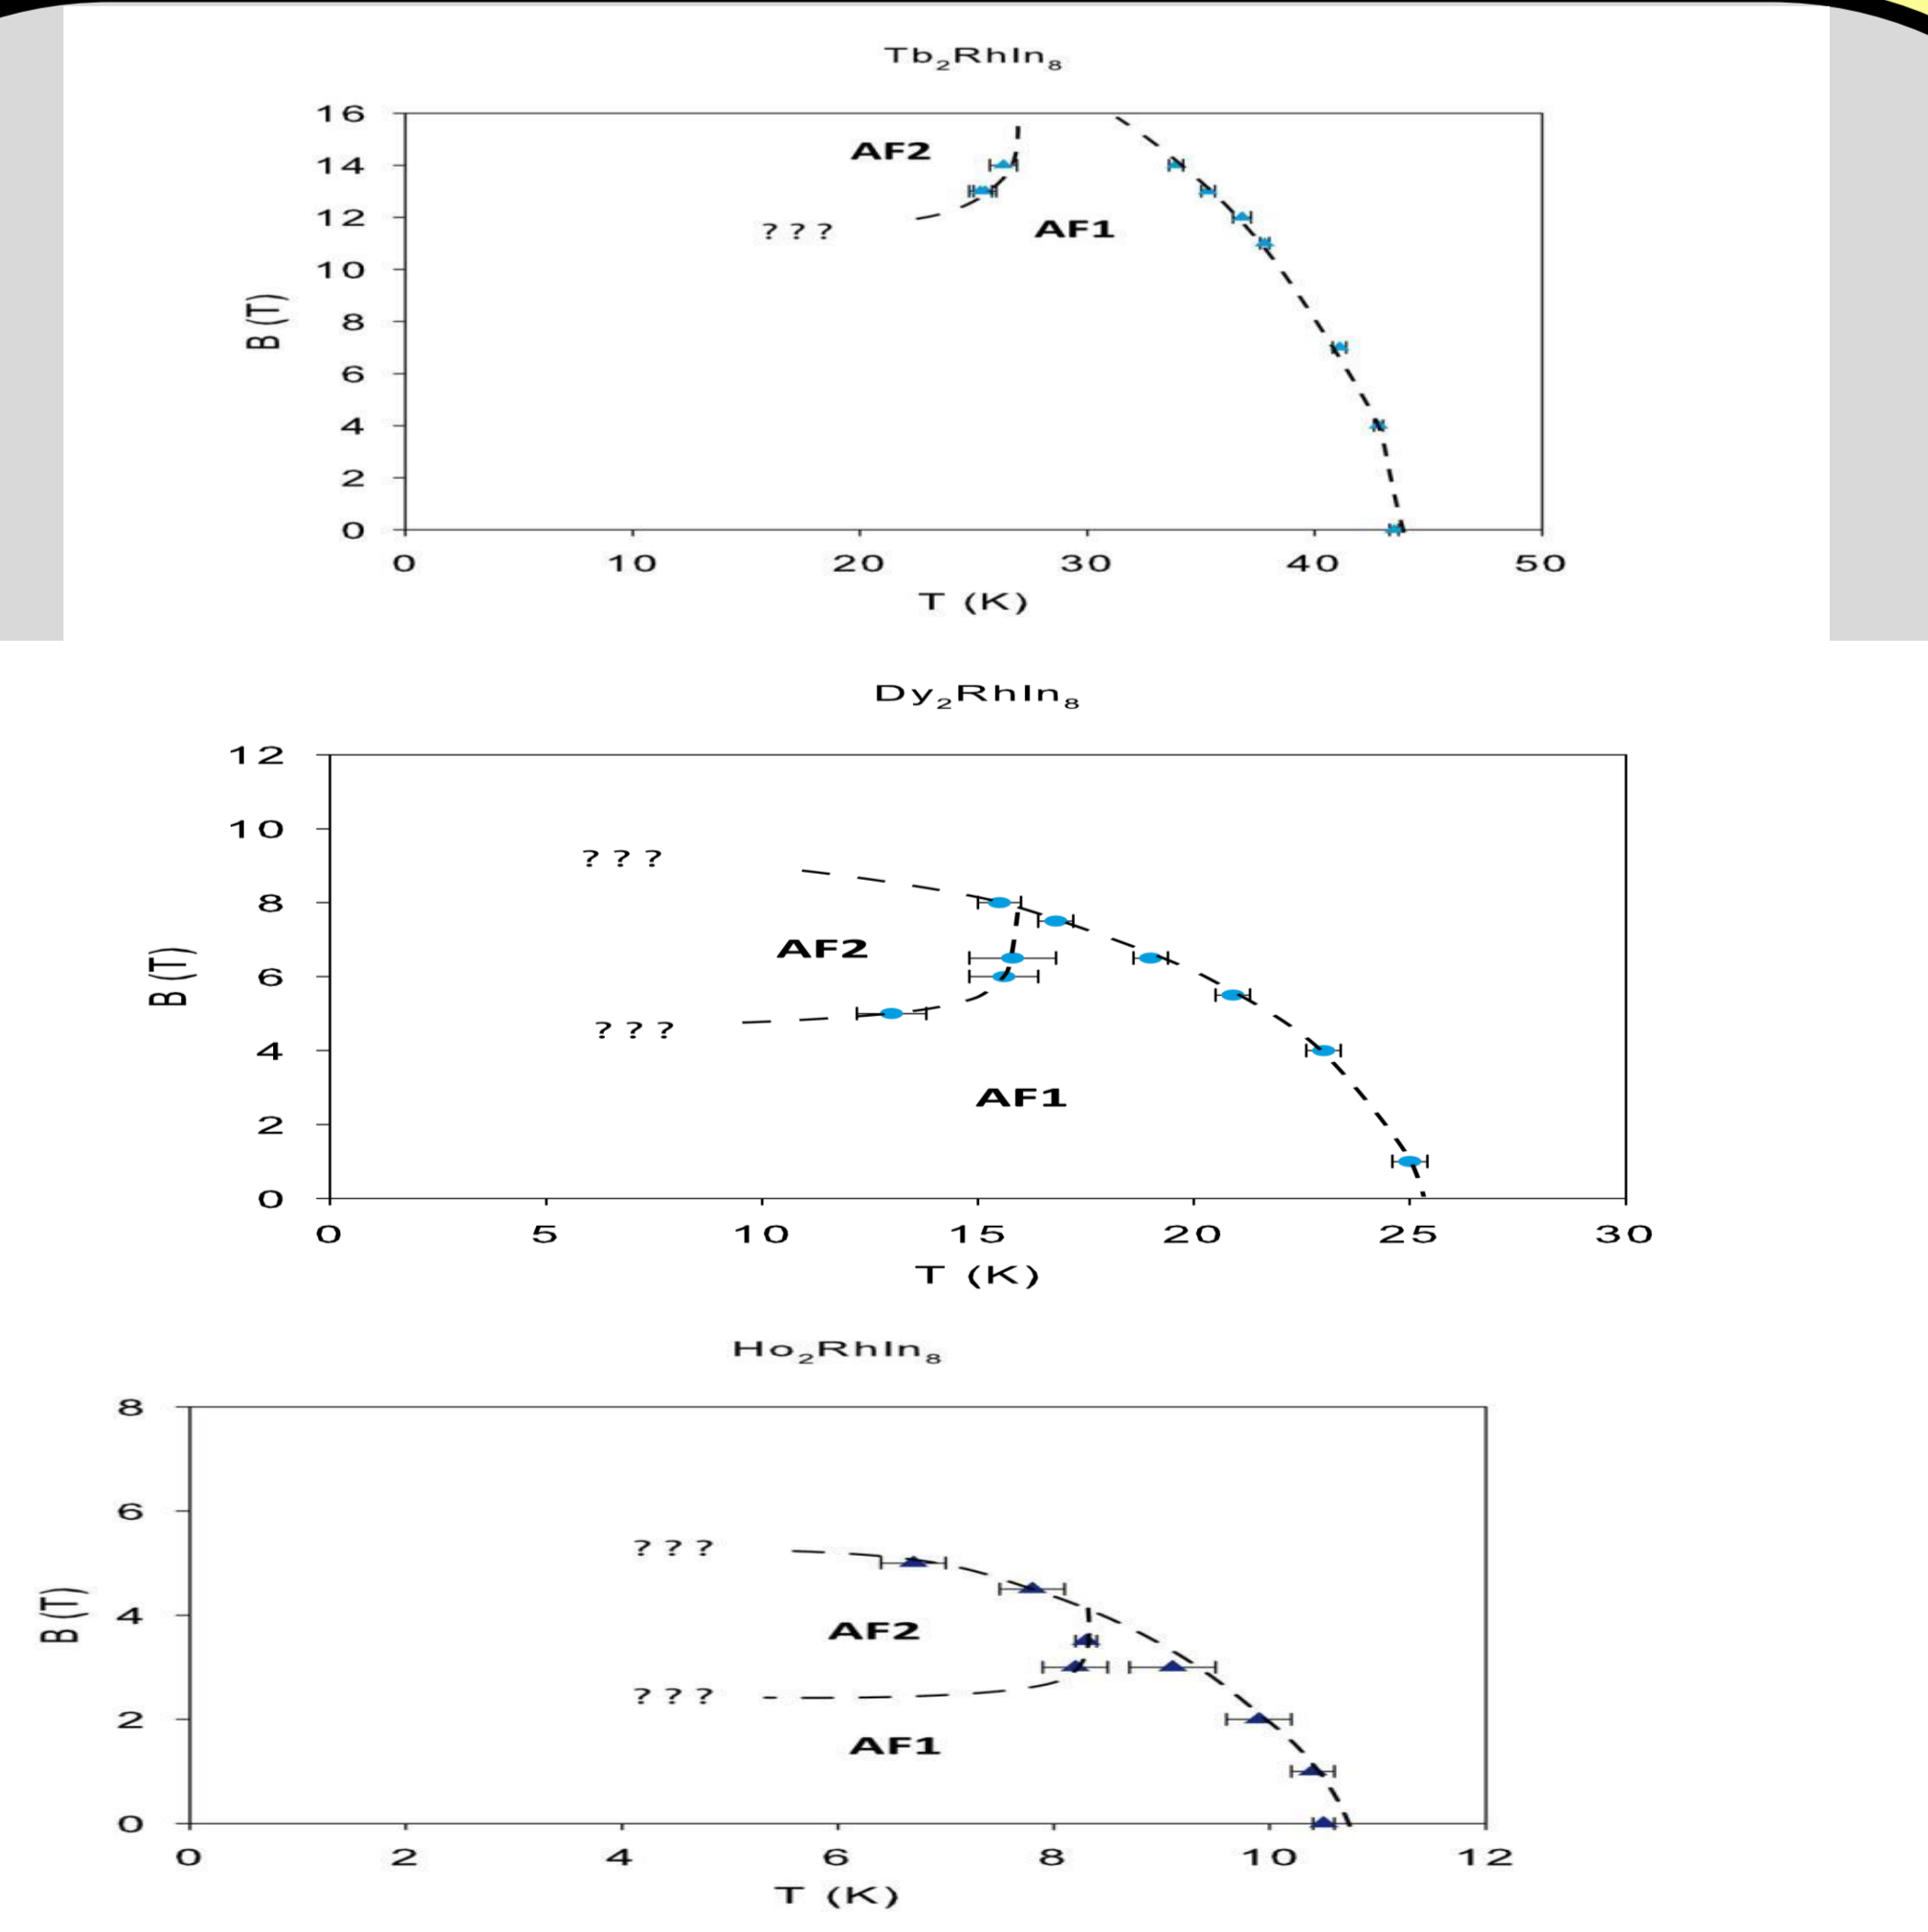 Tb₂RhIn₈
16
14
12
10
8
6
4
2
0
B (T)
AF2
???
AF1
0 10 20 30 40 50
T (K)
Dy₂RhIn₈
12
10
8
6
4
2
0
B (T)
???
AF2
???
AF1
0 5 10 15 20 25 30
T (K)
Ho₂RhIn₈
8
6
4
2
0
B (T)
???
AF2
???
AF1
0 2 4 6 8 10 12
T (K)